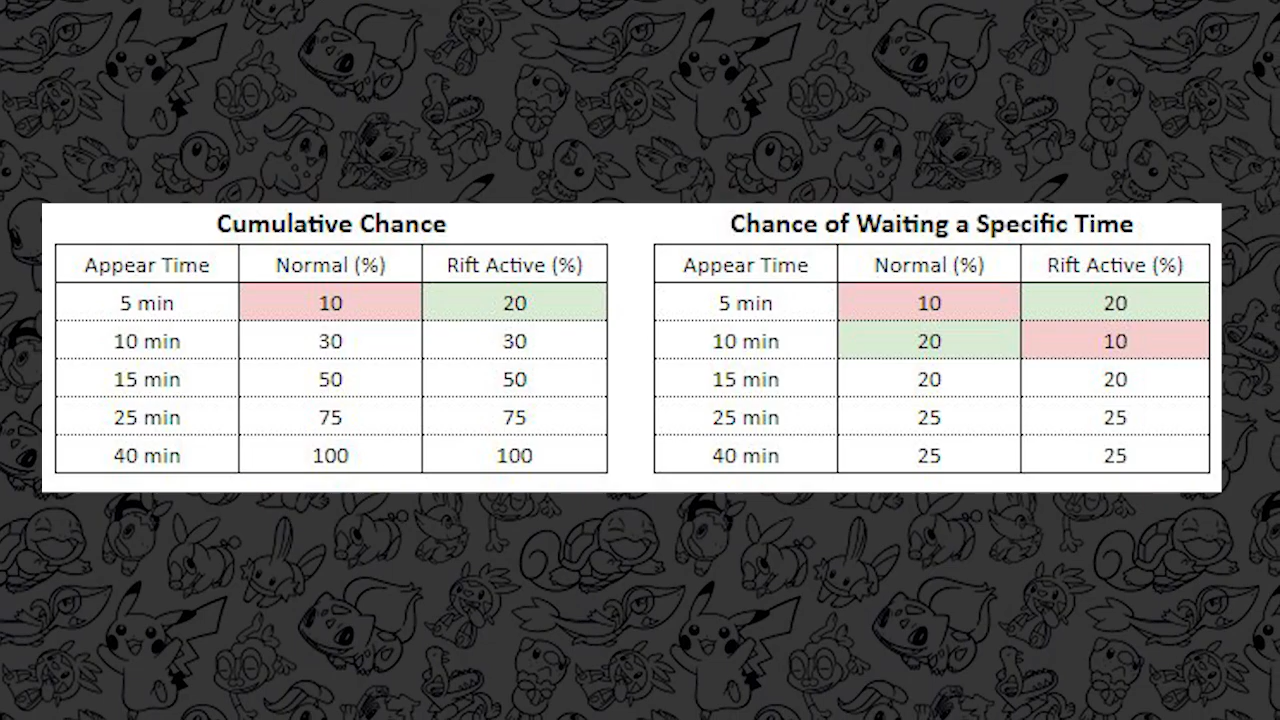 Cumulative Chance
Appear Time Normal (%) Rift Active (%)
5 min 10 20
10 min 30 30
15 min 50 50
25 min 75 75
40 min 100 100
Chance of Waiting a Specific Time
Appear Time Normal (%) Rift Active (%)
5 min 10 20
10 min 20 10
15 min 20 20
25 min 25 25
40 min 25 25